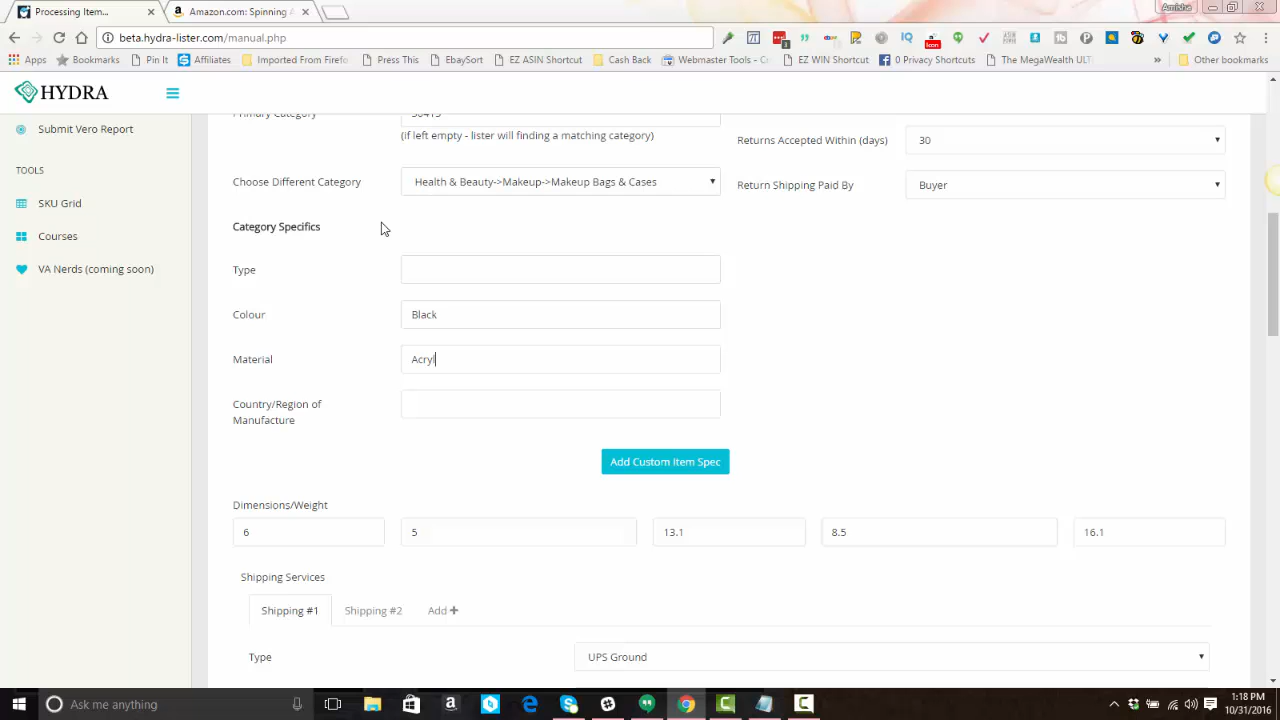 Processing Item...
Amazon.com: Spinning A
Amisha
beta.hydra-lister.com/manual.php
Apps
Bookmarks
Pin It
Affiliates
Imported From Firefo
Press This
EbaySoft
EZ ASIN Shortcut
Cash Back
Webmaster Tools - C
EZ WIN Shortcut
0 Privacy Shortcuts
The MegaWealth ULTI
»
Other bookmarks
HYDRA
Submit Vero Report
TOOLS
SKU Grid
Courses
VA Nerds (coming soon)
Primary Category
(if left empty - lister will finding a matching category)
Returns Accepted Within (days)
30
Choose Different Category
Health & Beauty->Makeup->Makeup Bags & Cases
Return Shipping Paid By
Buyer
Category Specifics
Type
Colour
Black
Material
Acryl
Country/Region of
Manufacture
Add Custom Item Spec
Dimensions/Weight
6
5
13.1
8.5
16.1
Shipping Services
Shipping #1
Shipping #2
Add +
Type
UPS Ground
Ask me anything
1:18 PM
10/31/2016